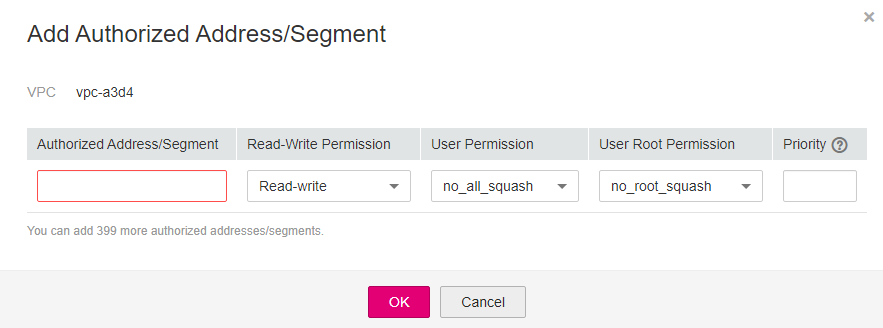 Add Authorized Address/Segment
×
VPC vpc-a3d4
Authorized Address/Segment Read-Write Permission User Permission User Root Permission Priority ?
Read-write no_all_squash no_root_squash
You can add 399 more authorized addresses/segments.
OK Cancel